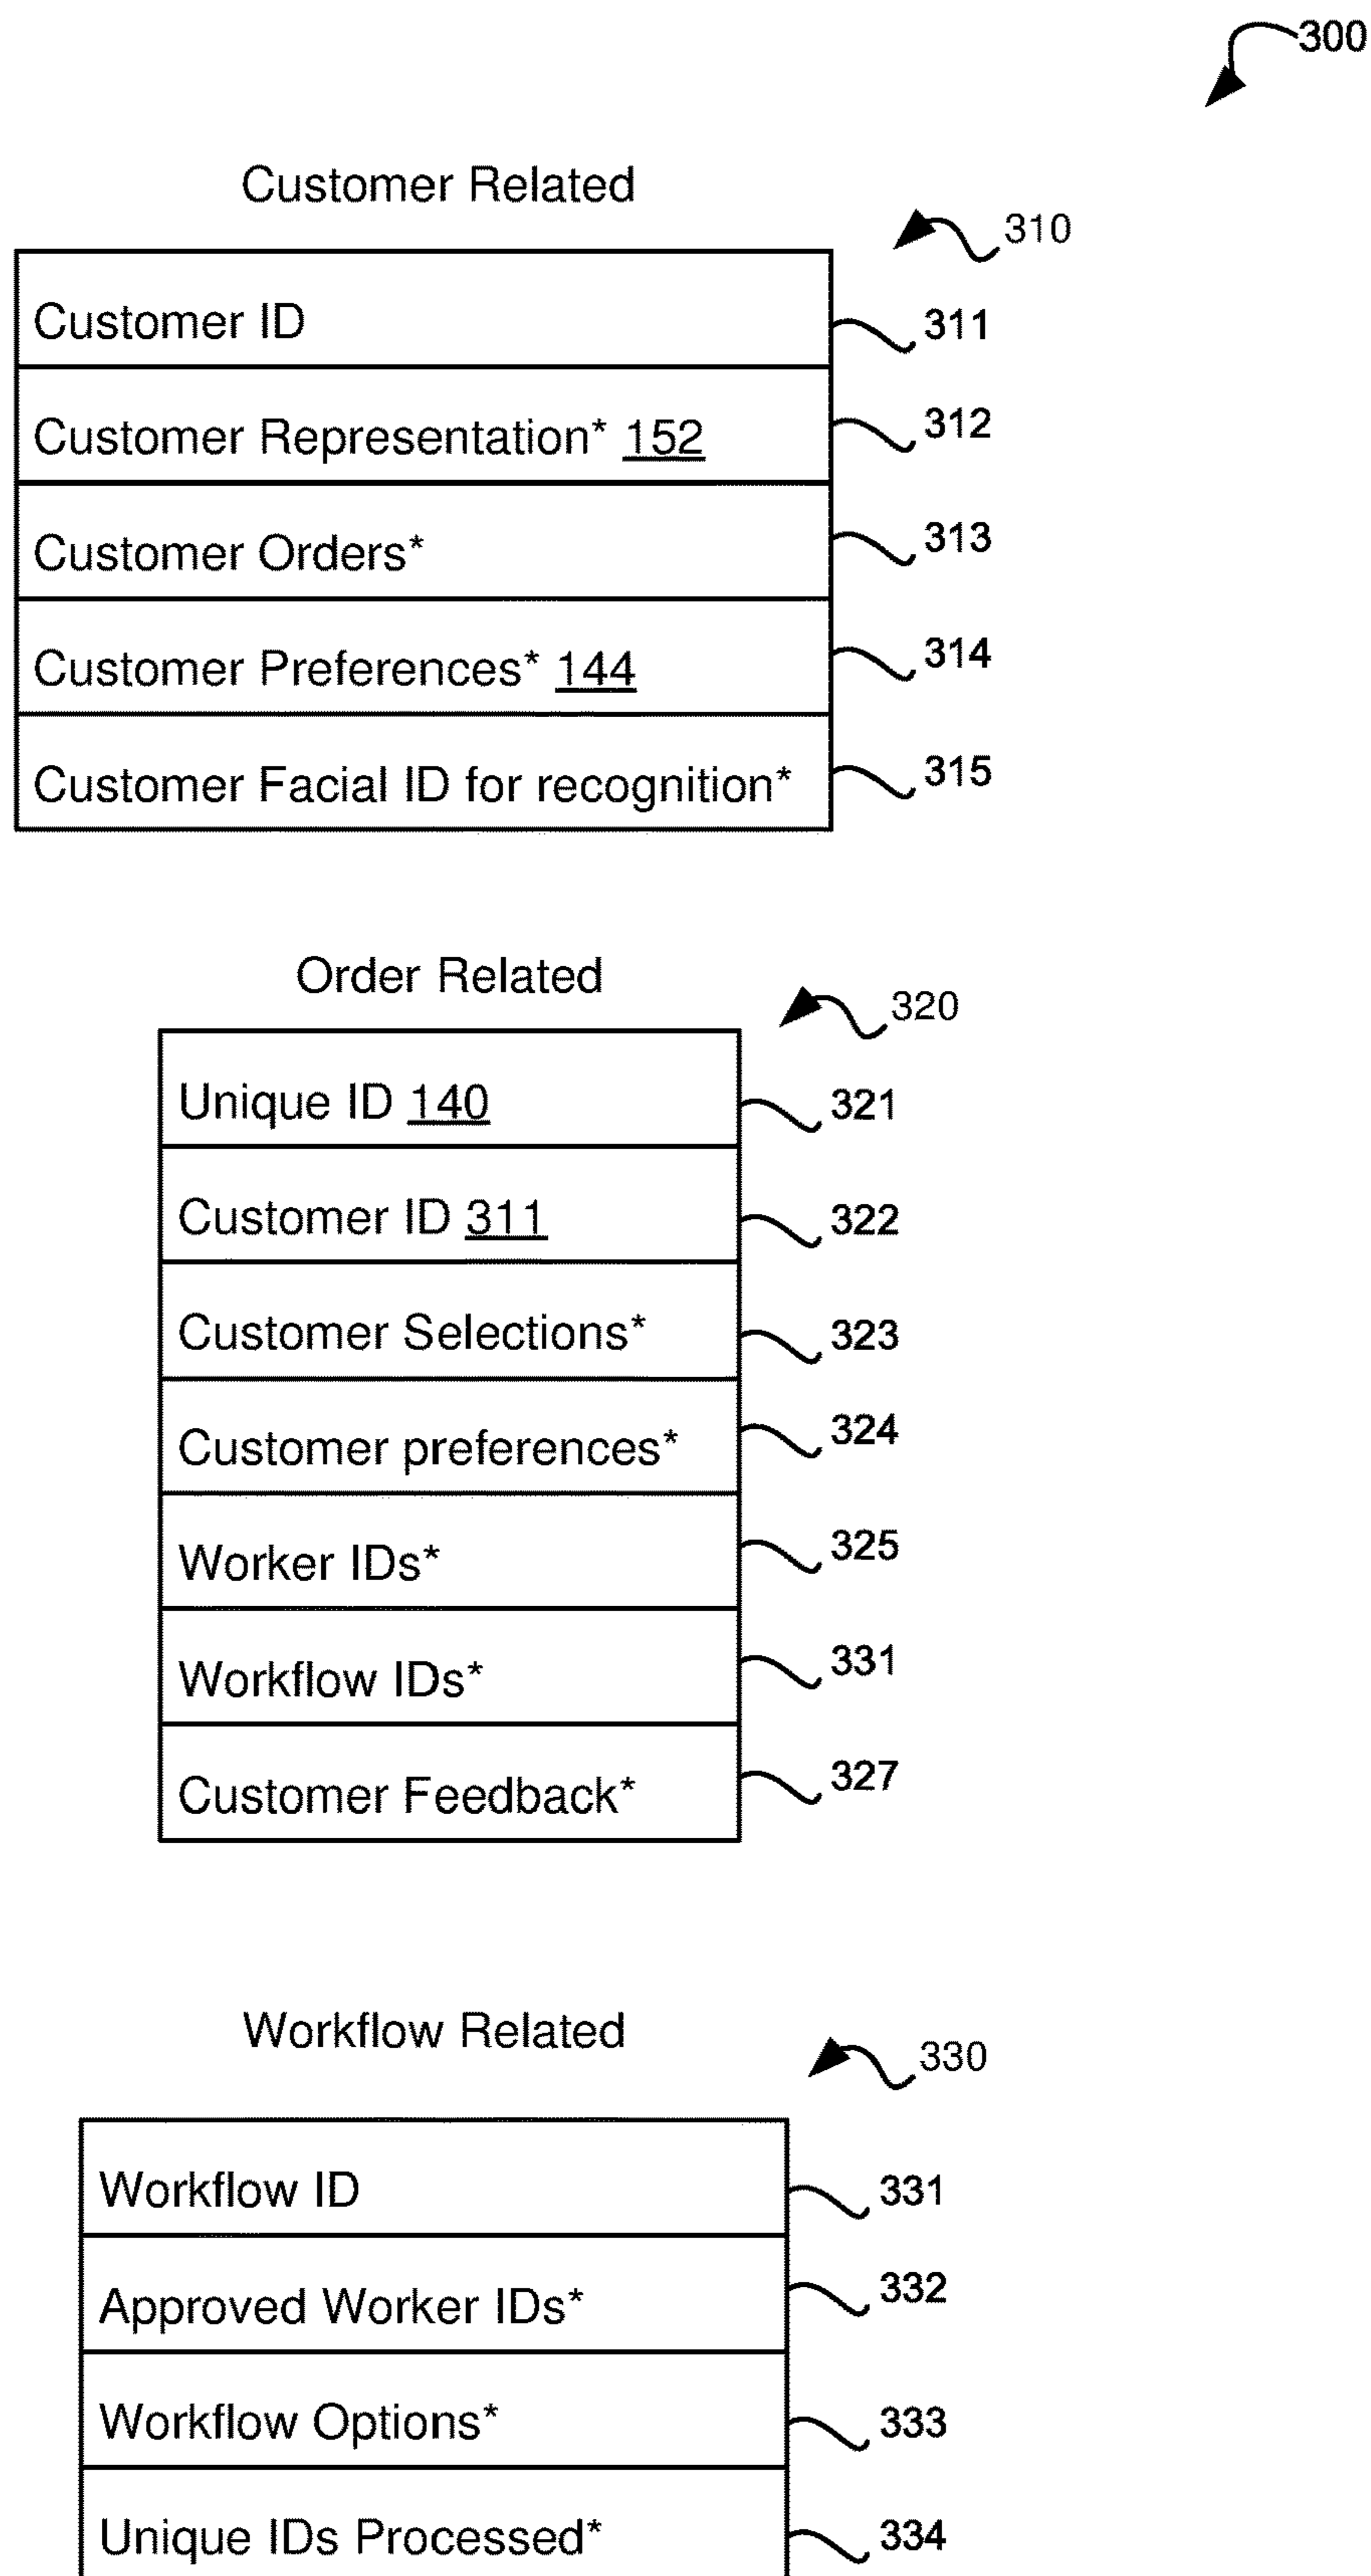 300
Customer Related
310
Customer ID 311
Customer Representation* 152 312
Customer Orders* 313
Customer Preferences* 144 314
Customer Facial ID for recognition* 315
Order Related
320
Unique ID 140 321
Customer ID 311 322
Customer Selections* 323
Customer preferences* 324
Worker IDs* 325
Workflow IDs* 331
Customer Feedback* 327
Workflow Related
330
Workflow ID 331
Approved Worker IDs* 332
Workflow Options* 333
Unique IDs Processed* 334